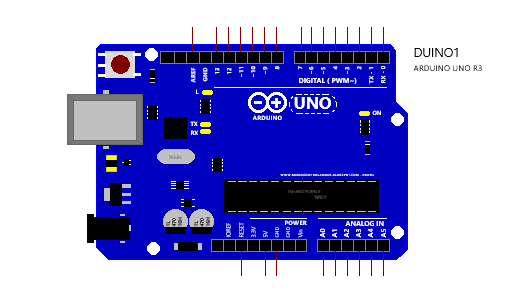 DUINO1
ARDUINO UNO R3
AREF
GND
13
12
~11
~10
~9
8
7
~6
~5
4
~3
2
TX - 1
RX - 0
DIGITAL ( PWM~)
L
TX
RX
UNO
ARDUINO
ON
POWER
ANALOG IN
IOREF
RESET
3.3V
5V
GND
GND
Vin
A0
A1
A2
A3
A4
A5